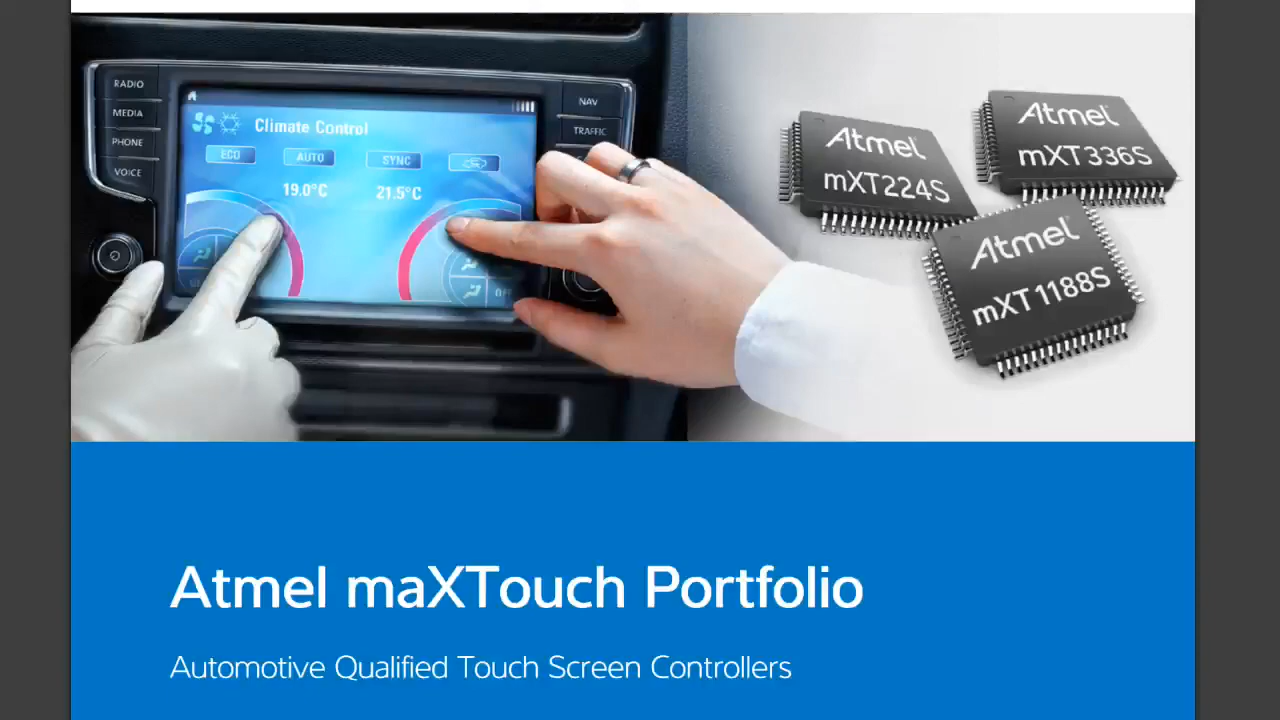 RADIO
MEDIA
PHONE
VOICE
Climate Control
ECO
AUTO
SYNC
19.0°C
21.5°C
NAV
TRAFFIC
Atmel
mXT224S
Atmel
mXT336S
Atmel
mXT1188S
Atmel maXTouch Portfolio
Automotive Qualified Touch Screen Controllers